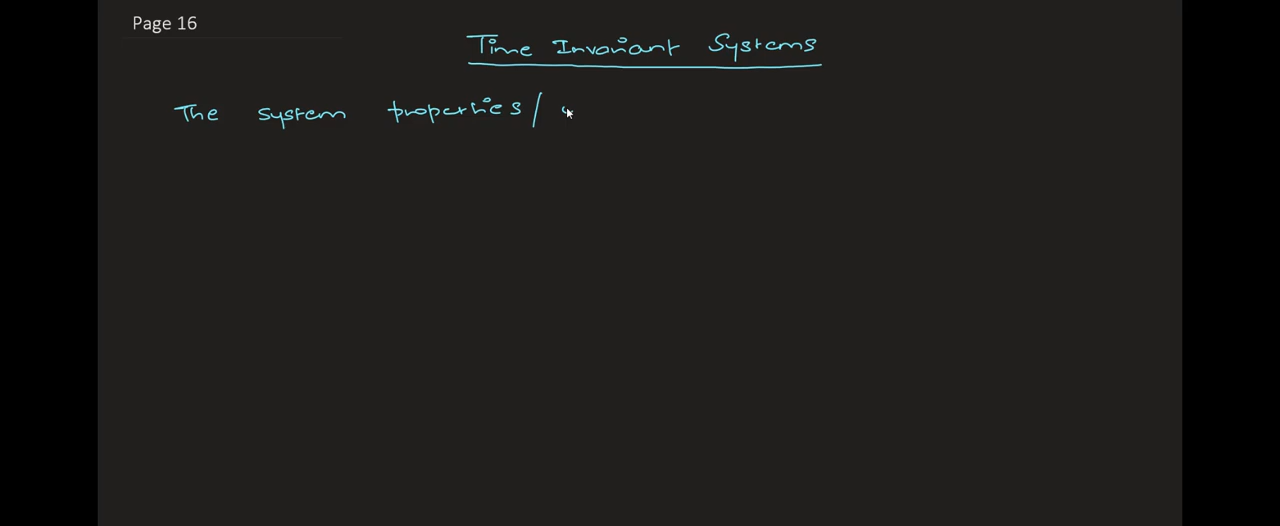 Page 16
Time Invariant Systems
The system properties/